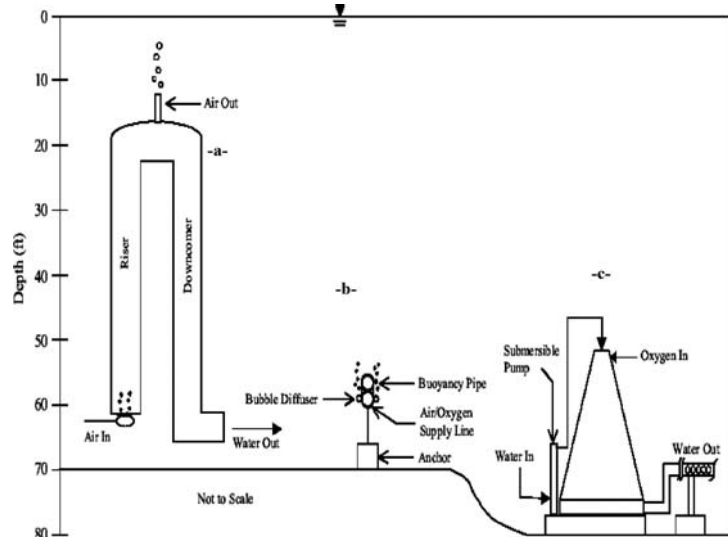 0
10
20
30
40
50
60
70
80
Depth (ft)
Air Out
-a-
Riser
Downcomer
Air In
Water Out
-b-
Bubble Diffuser
Buoyancy Pipe
Air/Oxygen
Supply Line
Anchor
-c-
Submersible
Pump
Oxygen In
Water In
Water Out
Not to Scale